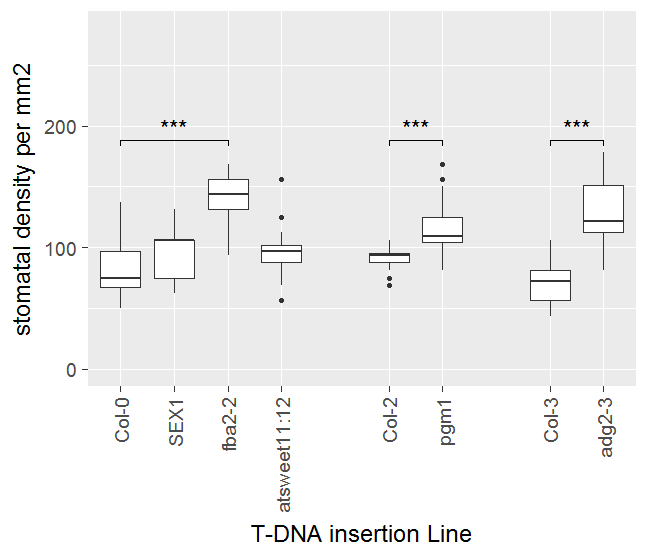 stomatal density per mm2
200
100
0
***
***
***
Col-0
SEX1
fba2-2
atsweet11:12
Col-2
pgm1
Col-3
adg2-3
T-DNA insertion Line